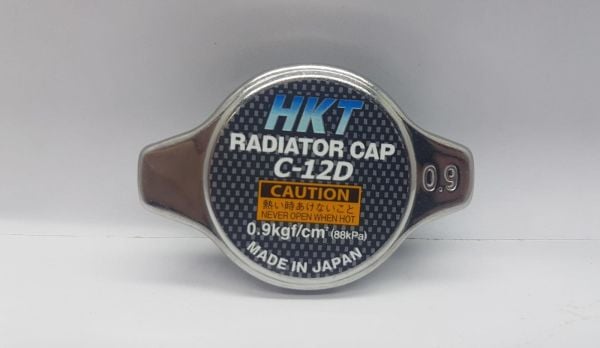 HKT
RADIATOR CAP
C-12D
CAUTION
熱い時あけないこと
NEVER OPEN WHEN HOT
0.9kgf/cm² (88kPa)
MADE IN JAPAN
0.9